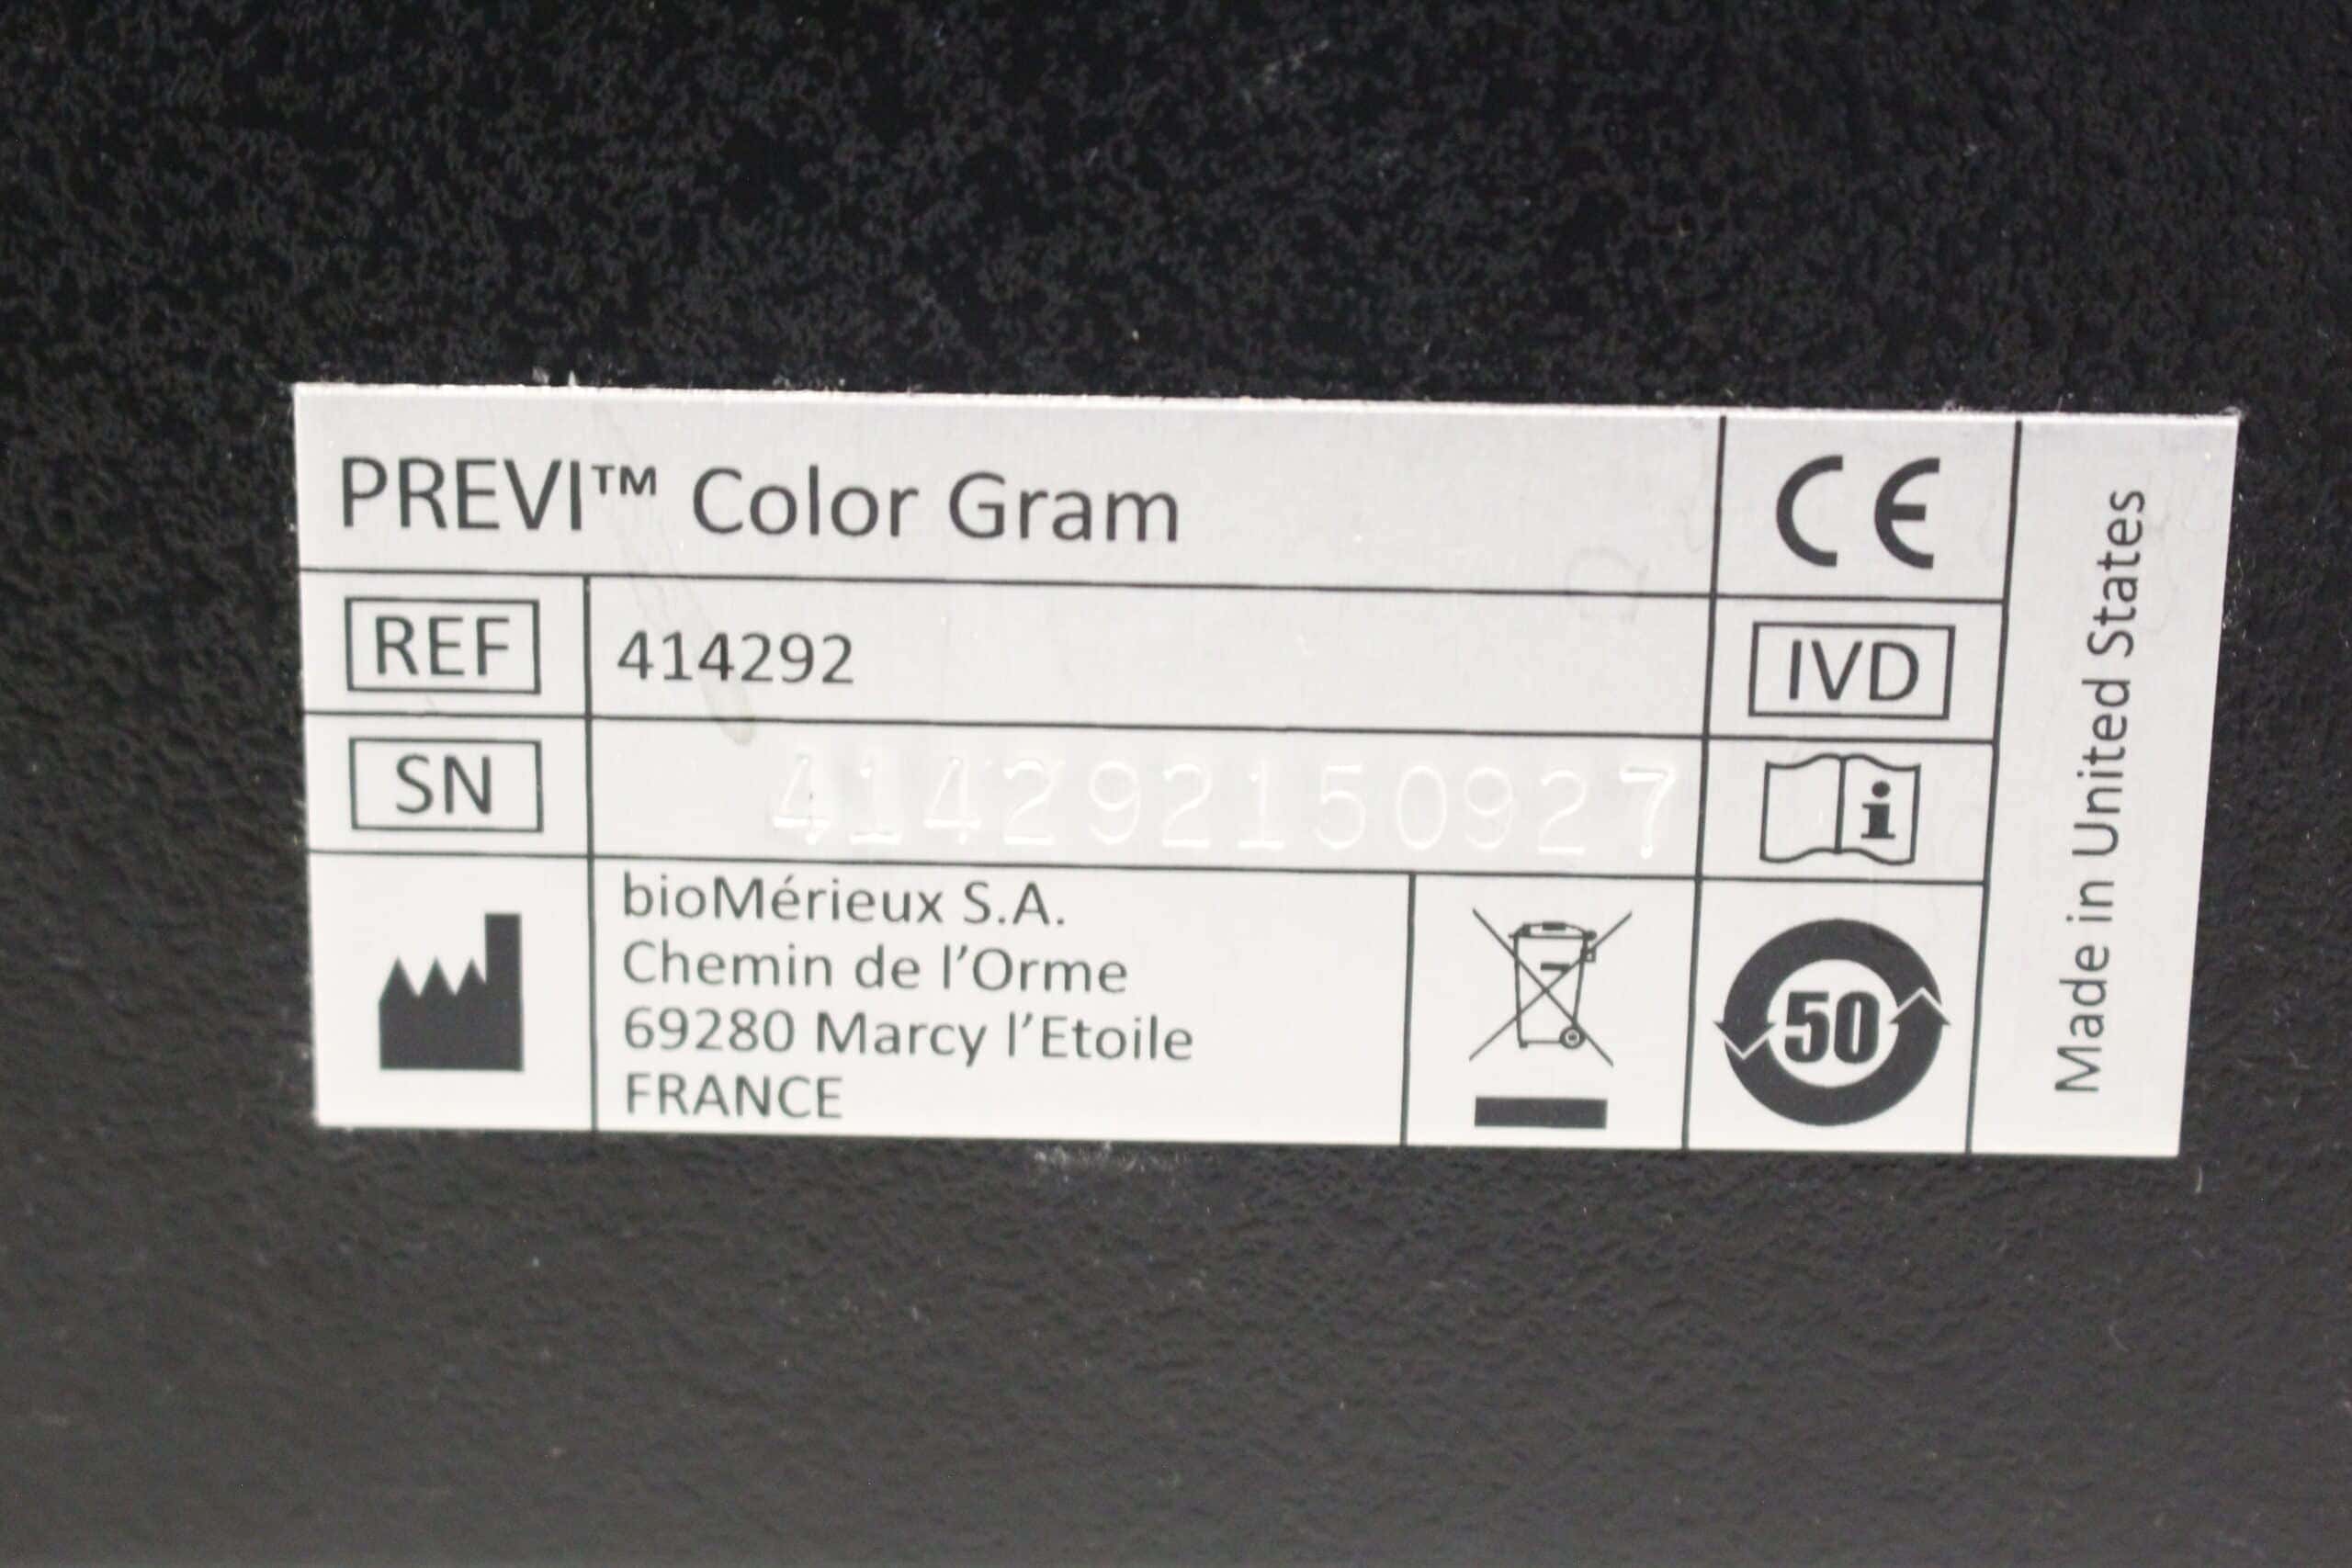 PREVI™ Color Gram
CE
REF
414292
IVD
SN
414292150927
i
bioMérieux S.A.
Chemin de l'Orme
69280 Marcy l'Etoile
FRANCE
50
Made in United States